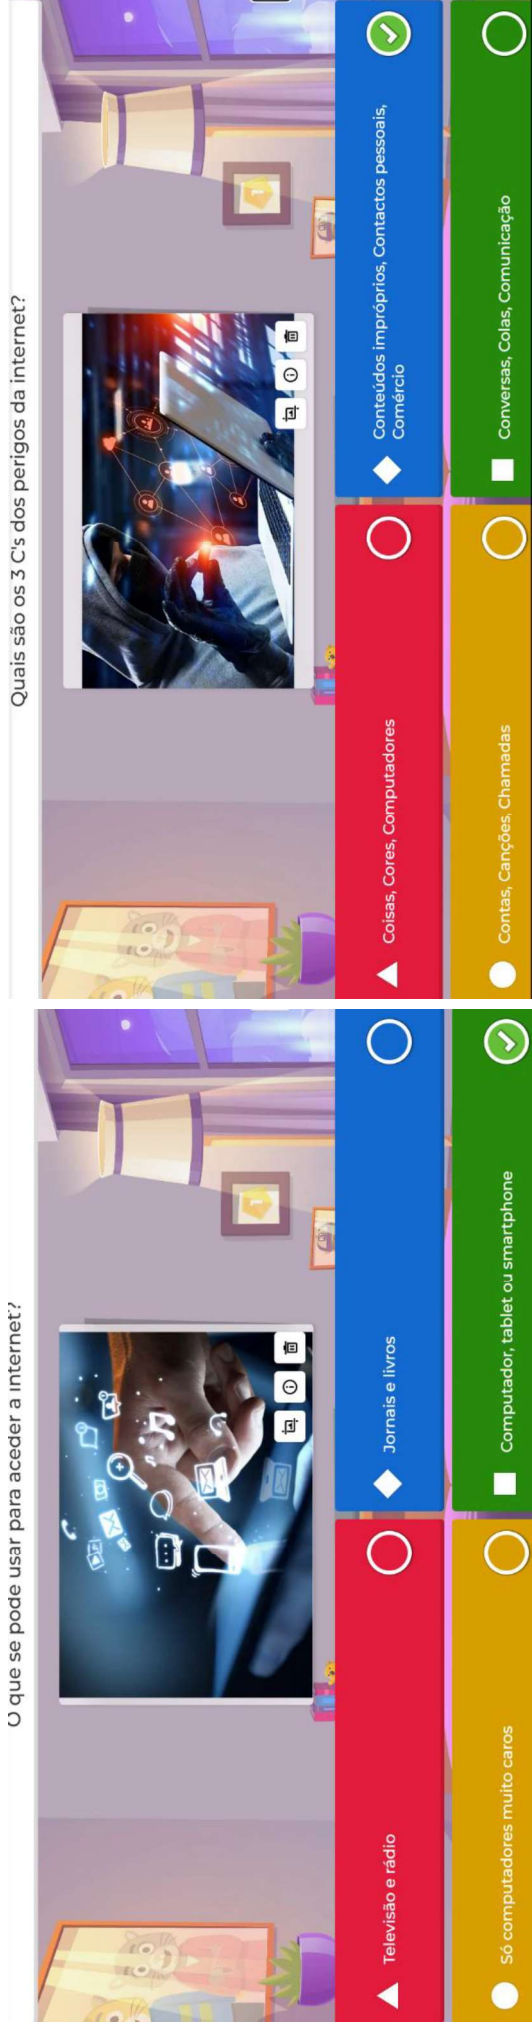 Quais são os 3 C's dos perigos da internet?
Coisas, Cores, Computadores
Conteúdos impróprios, Contactos pessoais,
Comércio
Contas, Canções, Chamadas
Conversas, Colas, Comunicação
O que se pode usar para aceder a internet?
Televisão e rádio
Jornais e livros
Só computadores muito caros
Computador, tablet ou smartphone